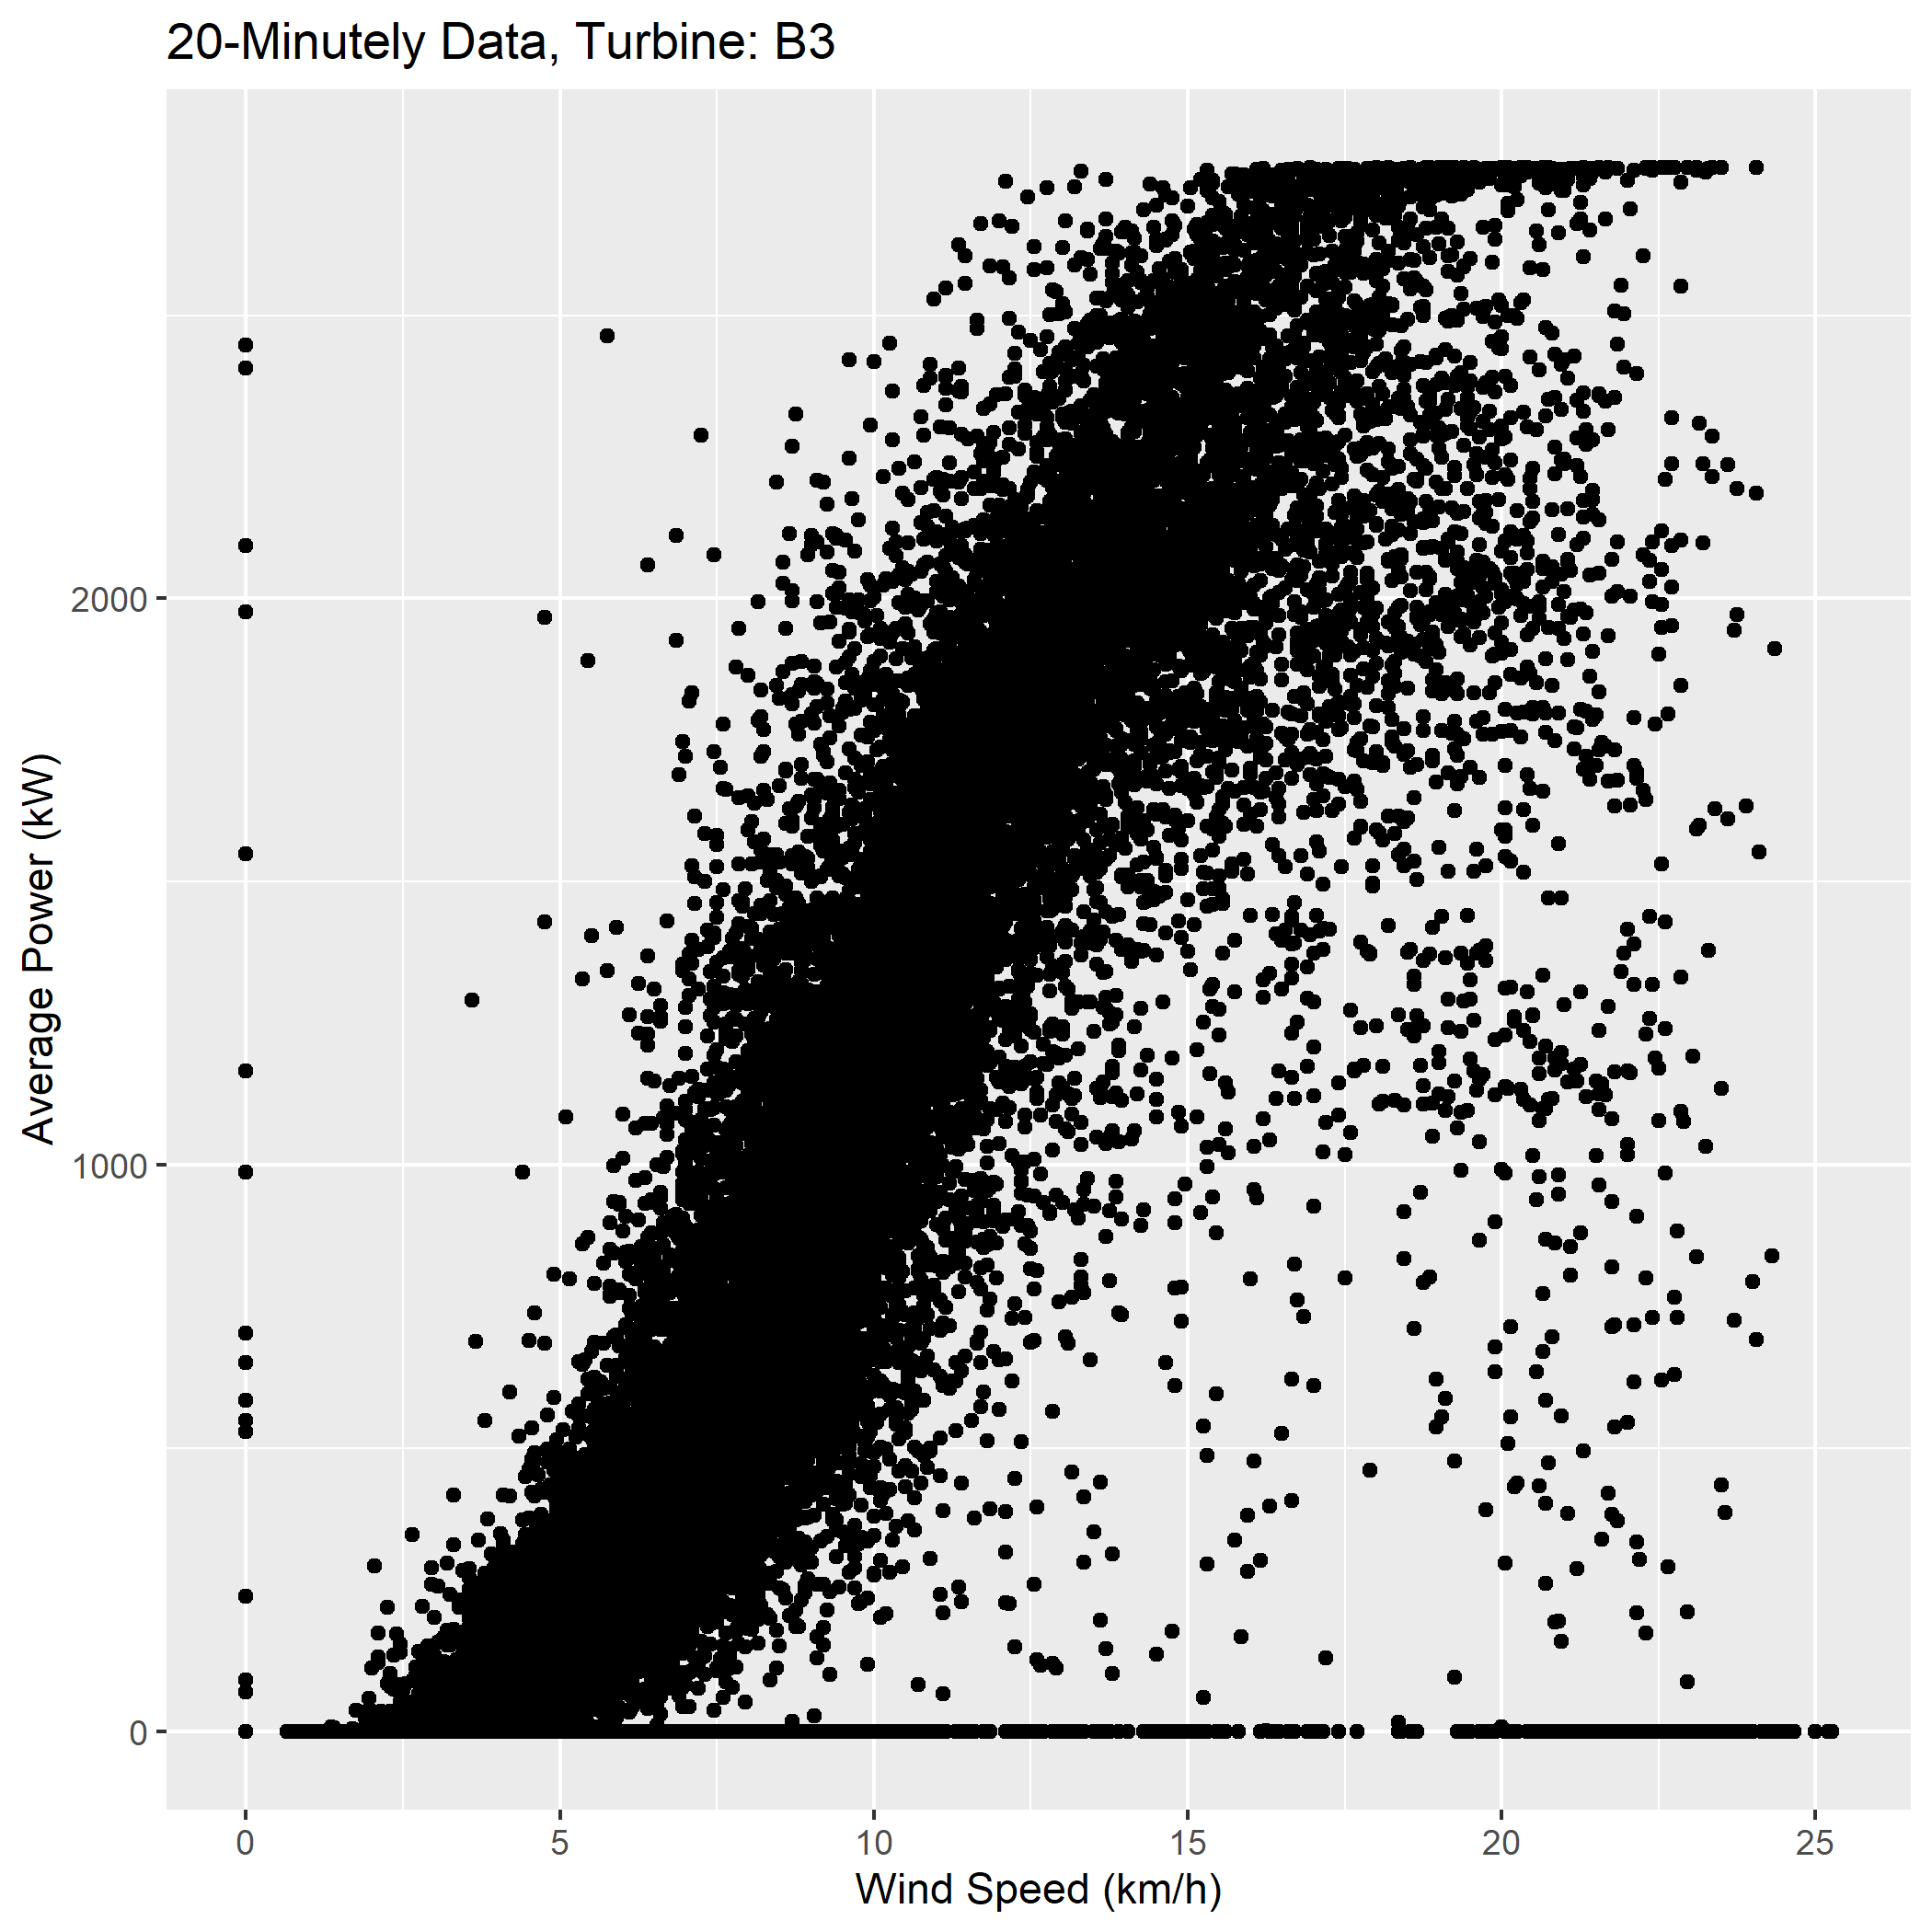 20-Minutely Data, Turbine: B3
Average Power (kW)
2000
1000
0
0 5 10 15 20 25
Wind Speed (km/h)